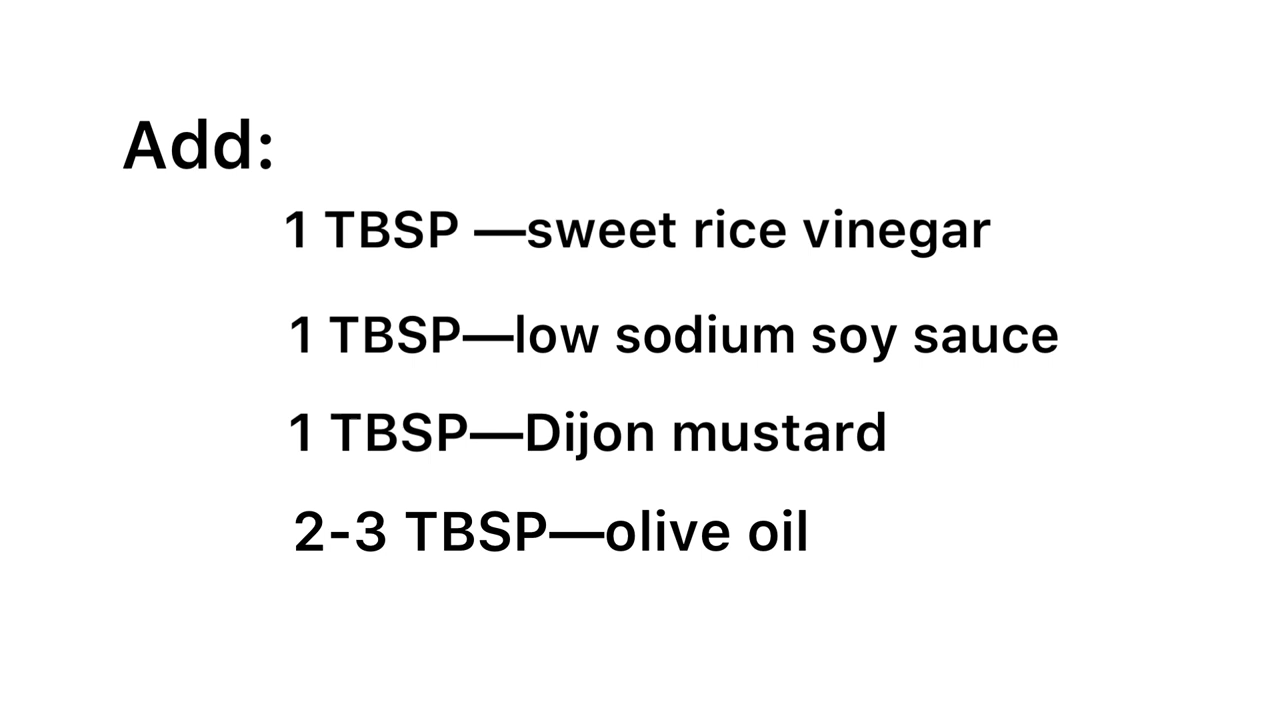 Add:
1 TBSP —sweet rice vinegar
1 TBSP—low sodium soy sauce
1 TBSP—Dijon mustard
2-3 TBSP—olive oil